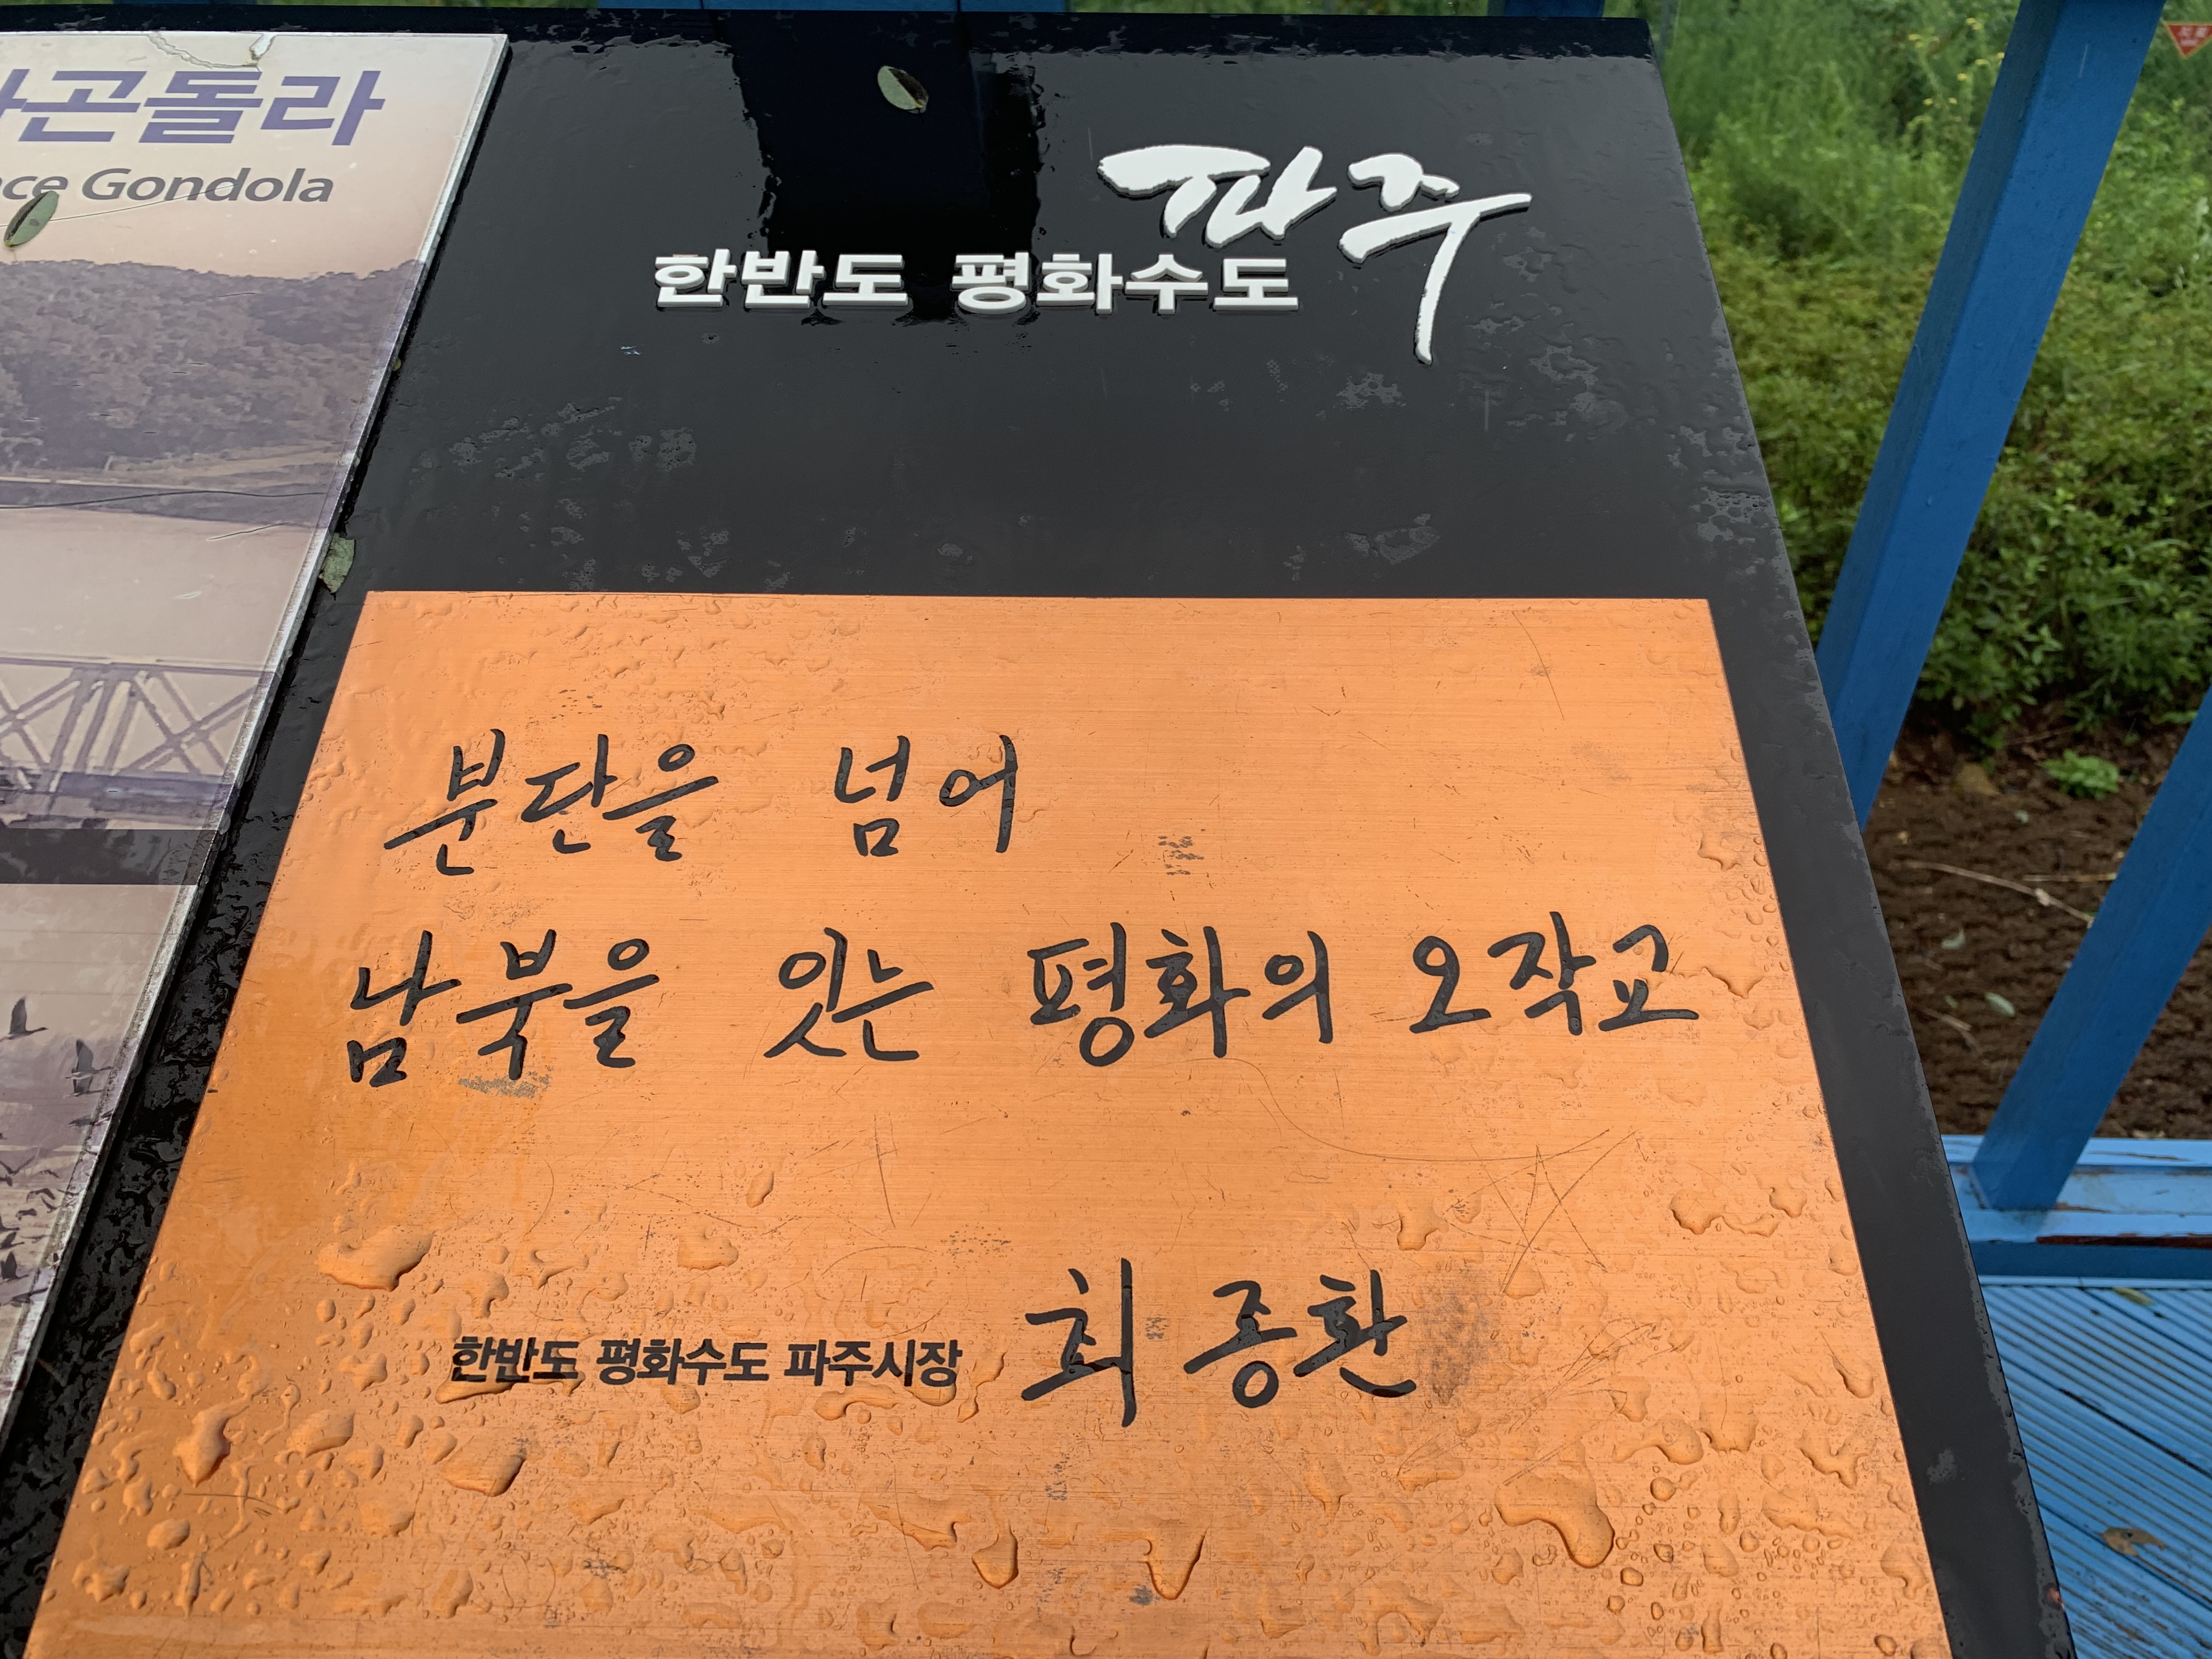 곤돌라
Gondola
파주
한반도 평화수도
분단을 넘어
남북을 잇는 평화의 오작교
한반도 평화수도 파주시장 최종환